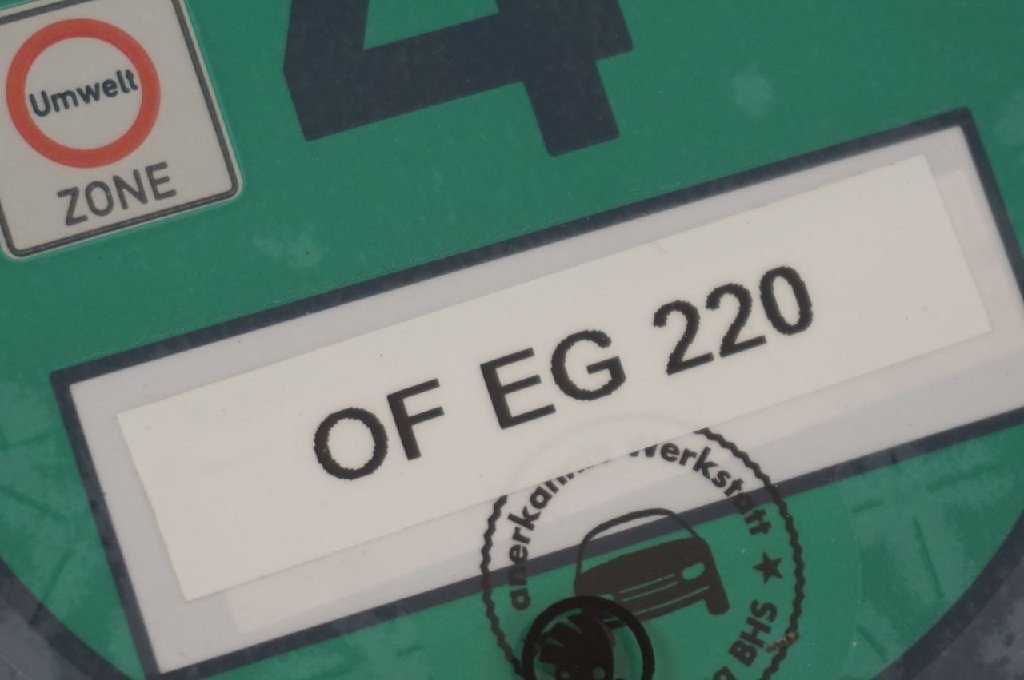 4
Umwelt
ZONE
OF EG 220
Werkstatt
BHS